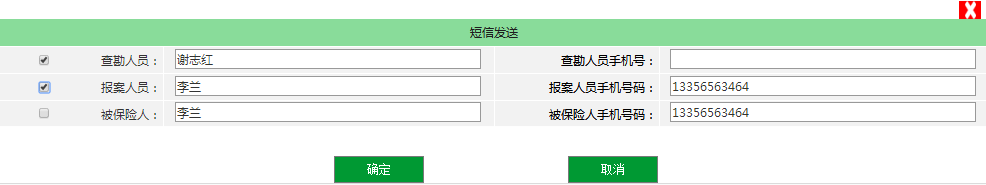 X
短信发送
查勘人员： 谢志红 查勘人员手机号：
报案人员： 李兰 报案人员手机号码： 13356563464
被保险人： 李兰 被保险人手机号码： 13356563464
确定 取消